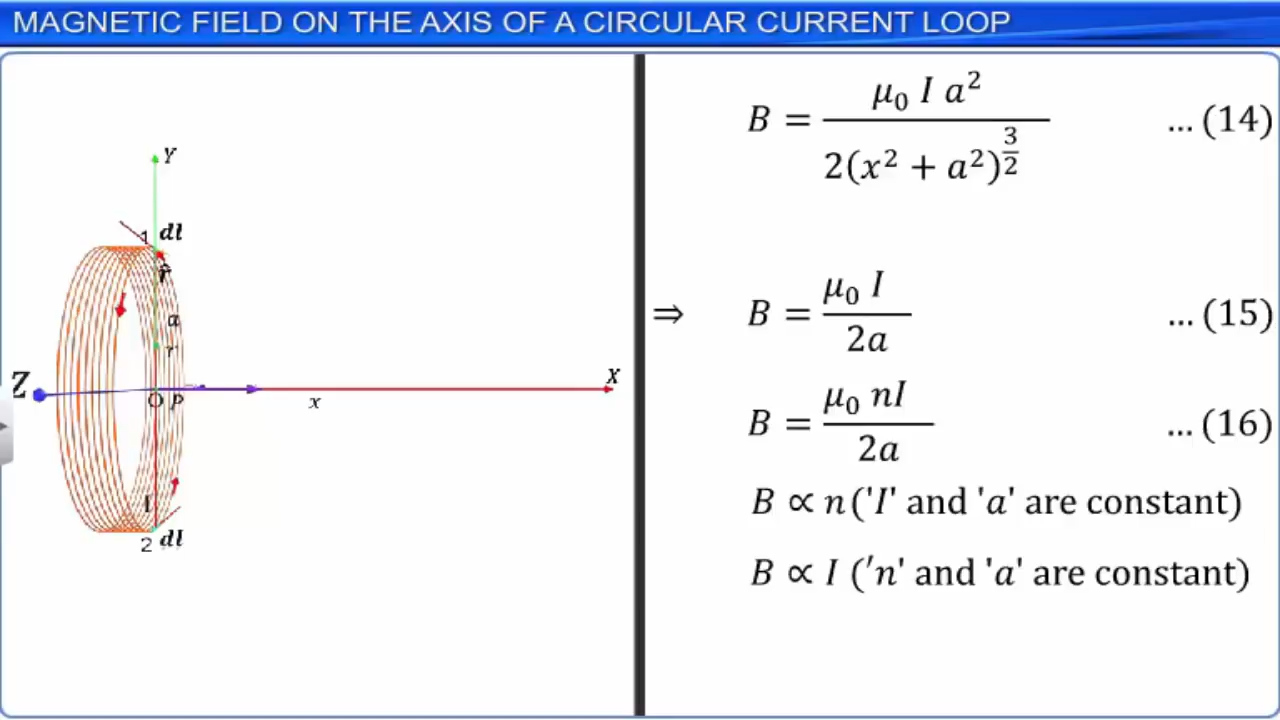 MAGNETIC FIELD ON THE AXIS OF A CIRCULAR CURRENT LOOP
Y
1 dl
r̂
a
r
Z
O P
x
X
1
2 dl
B = μ₀ I a² / 2(x² + a²)^(3/2) ... (14)
⇒ B = μ₀ I / 2a ... (15)
B = μ₀ nI / 2a ... (16)
B ∝ n ('I' and 'a' are constant)
B ∝ I ('n' and 'a' are constant)